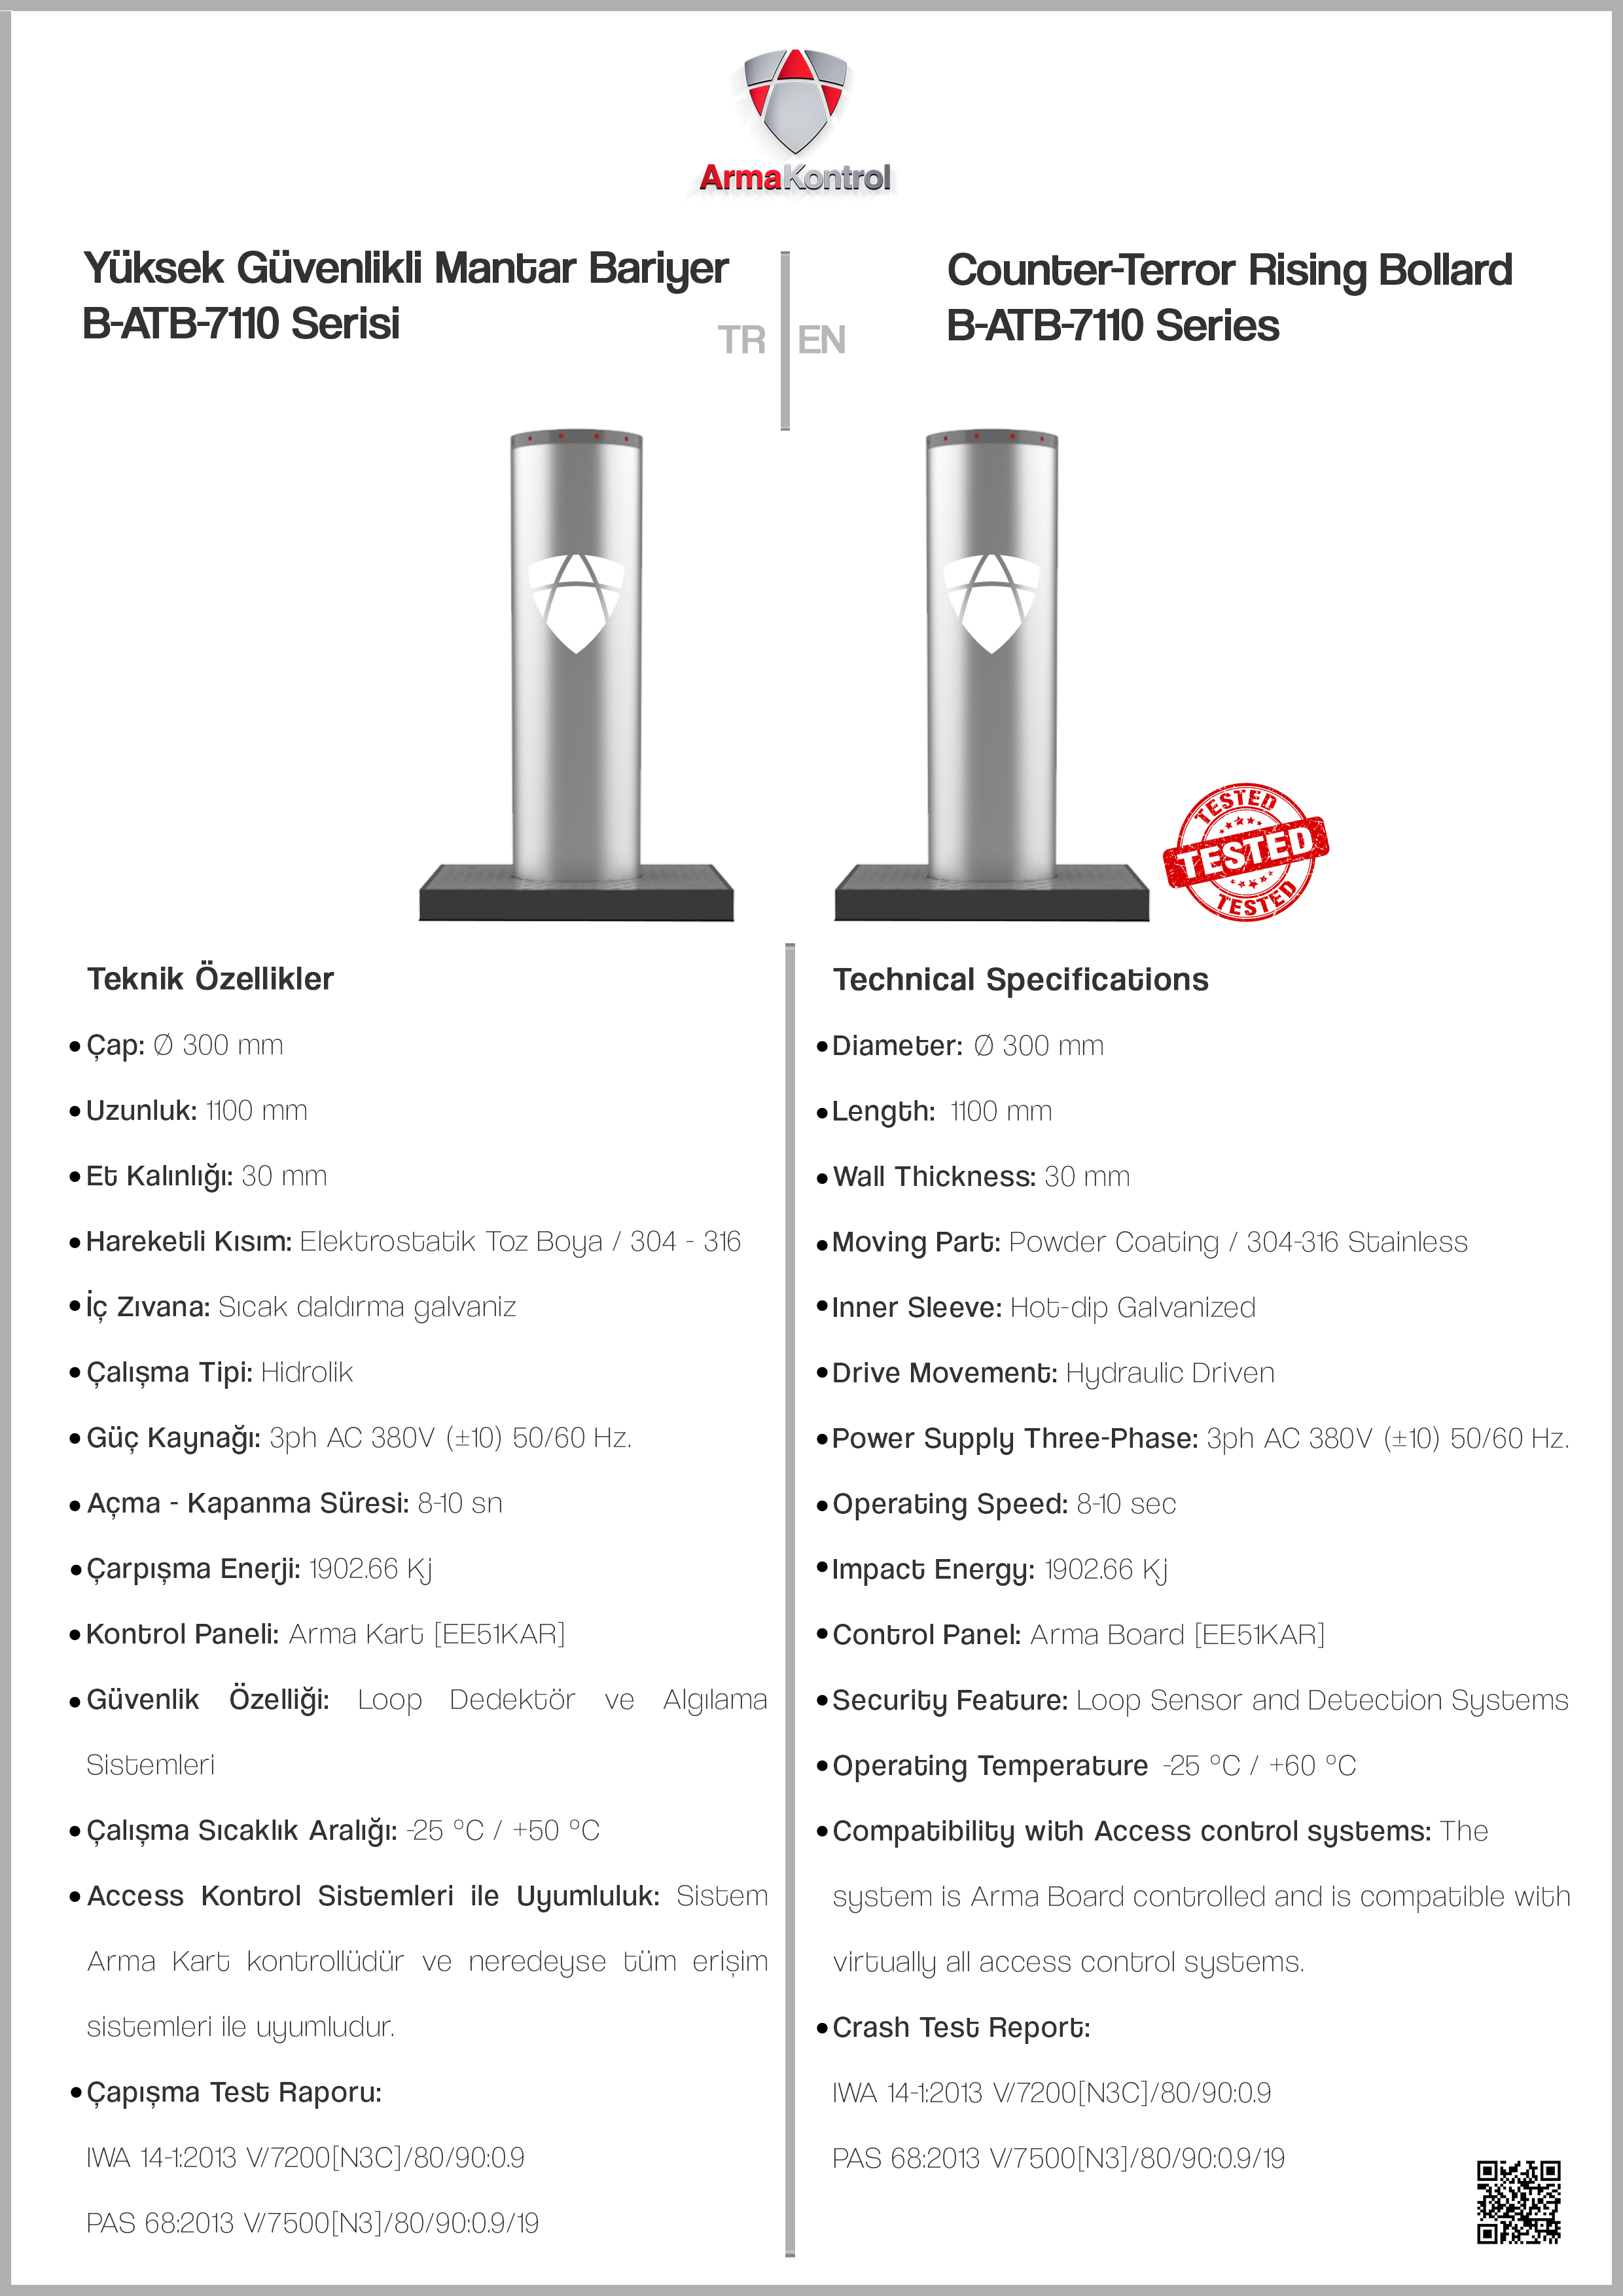 ArmaKontrol
Yüksek Güvenlikli Mantar Bariyer
B-ATB-7110 Serisi
TR
EN
Counter-Terror Rising Bollard
B-ATB-7110 Series
TESTED
TESTED
TESTED
Teknik Özellikler
•Çap: Ø 300 mm
•Uzunluk: 1100 mm
•Et Kalınlığı: 30 mm
•Hareketli Kısım: Elektrostatik Toz Boya / 304 - 316
•İç Zıvana: Sıcak daldırma galvaniz
•Çalışma Tipi: Hidrolik
•Güç Kaynağı: 3ph AC 380V (±10) 50/60 Hz.
•Açma - Kapanma Süresi: 8-10 sn
•Çarpışma Enerji: 1902.66 Kj
•Kontrol Paneli: Arma Kart [EE51KAR]
•Güvenlik Özelliği: Loop Dedektör ve Algılama
Sistemleri
•Çalışma Sıcaklık Aralığı: -25 °C / +50 °C
•Access Kontrol Sistemleri ile Uyumluluk: Sistem
Arma Kart kontrollüdür ve neredeyse tüm erişim
sistemleri ile uyumludur.
•Çapışma Test Raporu:
IWA 14-1:2013 V/7200[N3C]/80/90:0.9
PAS 68:2013 V/7500[N3]/80/90:0.9/19
Technical Specifications
•Diameter: Ø 300 mm
•Length: 1100 mm
•Wall Thickness: 30 mm
•Moving Part: Powder Coating / 304-316 Stainless
•Inner Sleeve: Hot-dip Galvanized
•Drive Movement: Hydraulic Driven
•Power Supply Three-Phase: 3ph AC 380V (±10) 50/60 Hz.
•Operating Speed: 8-10 sec
•Impact Energy: 1902.66 Kj
•Control Panel: Arma Board [EE51KAR]
•Security Feature: Loop Sensor and Detection Systems
•Operating Temperature -25 °C / +60 °C
•Compatibility with Access control systems: The
system is Arma Board controlled and is compatible with
virtually all access control systems.
•Crash Test Report:
IWA 14-1:2013 V/7200[N3C]/80/90:0.9
PAS 68:2013 V/7500[N3]/80/90:0.9/19